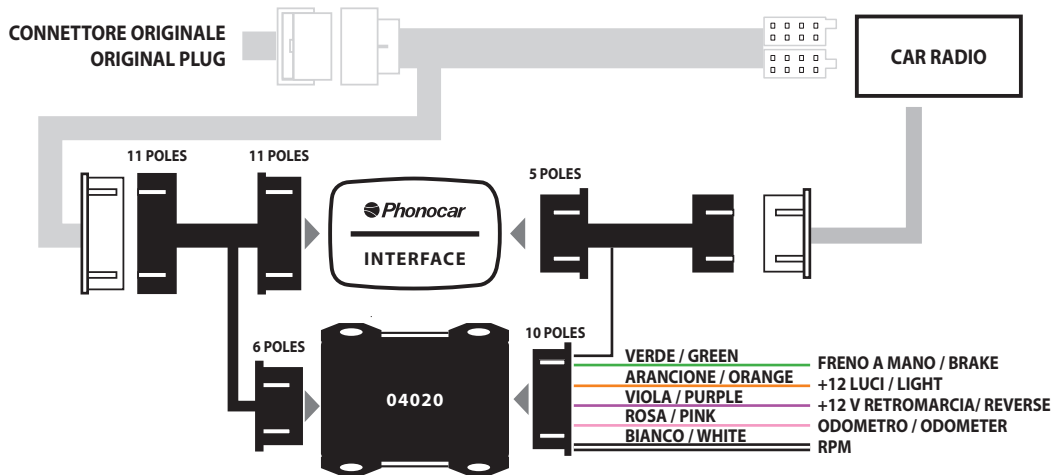 CONNETTORE ORIGINALE
ORIGINAL PLUG
CAR RADIO
11 POLES
11 POLES
5 POLES
Phonocar
INTERFACE
6 POLES
10 POLES
04020
VERDE / GREEN
FRENO A MANO / BRAKE
ARANCIONE / ORANGE
+12 LUCI / LIGHT
VIOLA / PURPLE
+12 V RETROMARCIA/ REVERSE
ROSA / PINK
ODOMETRO / ODOMETER
BIANCO / WHITE
RPM